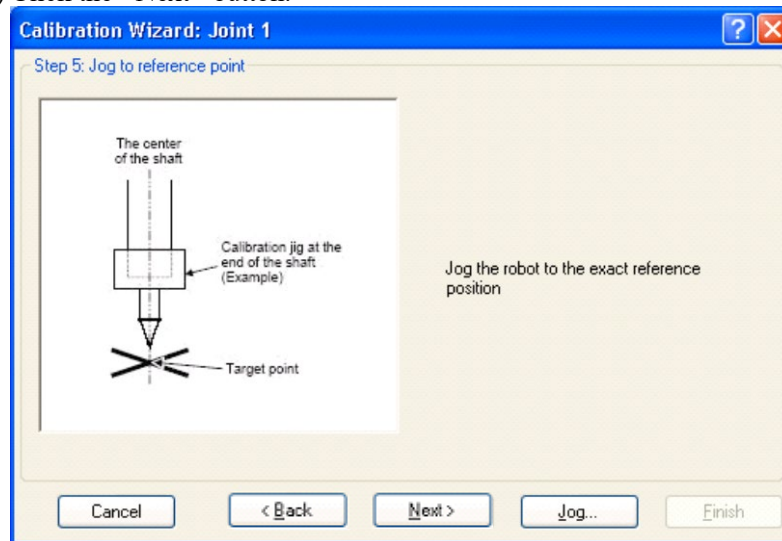 Calibration Wizard: Joint 1
Step 5: Jog to reference point
The center
of the shaft
Calibration jig at the
end of the shaft
(Example)
Jog the robot to the exact reference
position
Target point
Cancel
< Back
Next >
Jog...
Finish